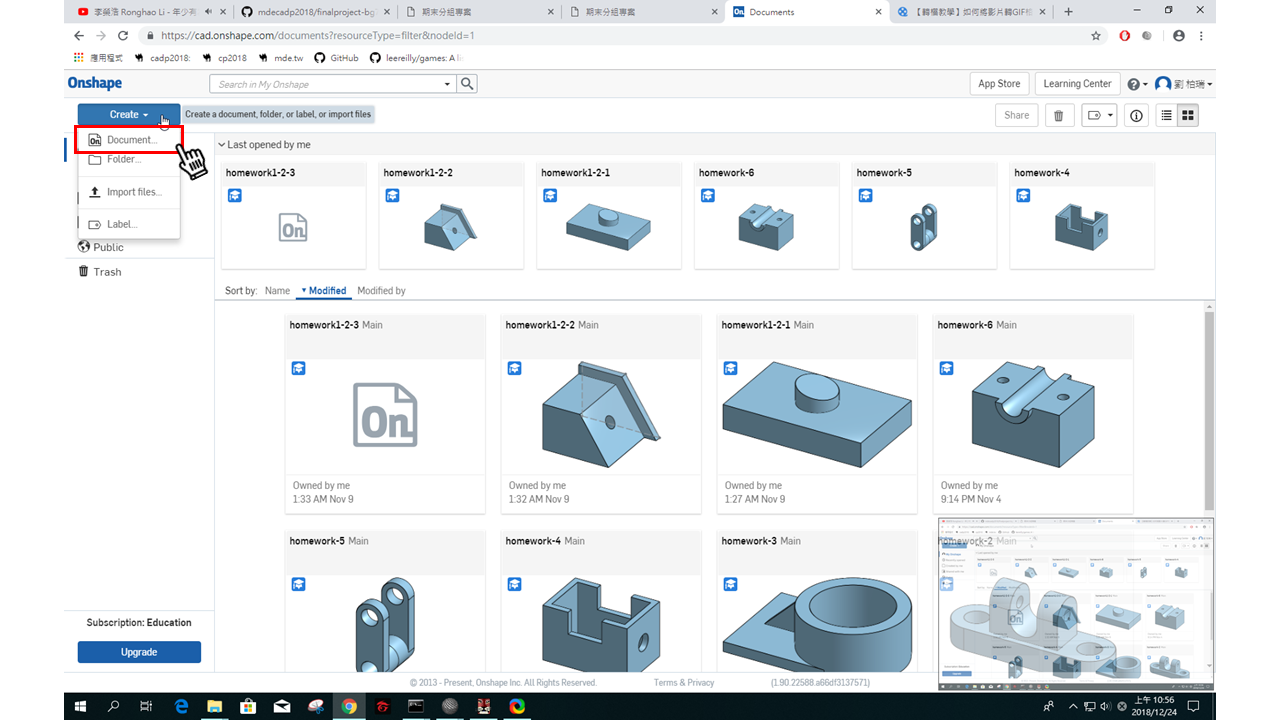 李榮浩 Ronghao Li - 年少有
mdecadp2018/finalproject-bg
期末分組專案
期末分組專案
Documents
如何將影片轉GIF檔
https://cad.onshape.com/documents?resourceType=filter&nodeId=1
應用程式
cadp2018:
cp2018
mde.tw
GitHub
leereilly/games: A li
Onshape
Search in My Onshape
App Store
Learning Center
劉 柏瑞
Create
Create a document, folder, or label, or import files
Share
Document...
Folder...
Import files...
Label...
Public
Trash
Last opened by me
homework1-2-3
homework1-2-2
homework1-2-1
homework-6
homework-5
homework-4
Sort by: Name Modified Modified by
homework1-2-3 Main
homework1-2-2 Main
homework1-2-1 Main
homework-6 Main
On
Owned by me
1:33 AM Nov 9
Owned by me
1:32 AM Nov 9
Owned by me
1:27 AM Nov 9
Owned by me
9:14 PM Nov 4
homework-5 Main
homework-4 Main
homework-3 Main
homework-2 Main
Subscription: Education
Upgrade
© 2013 - Present, Onshape Inc. All Rights Reserved.
Terms & Privacy
(1.90.22588.a66df3137571)
上午 10:56
2018/12/24